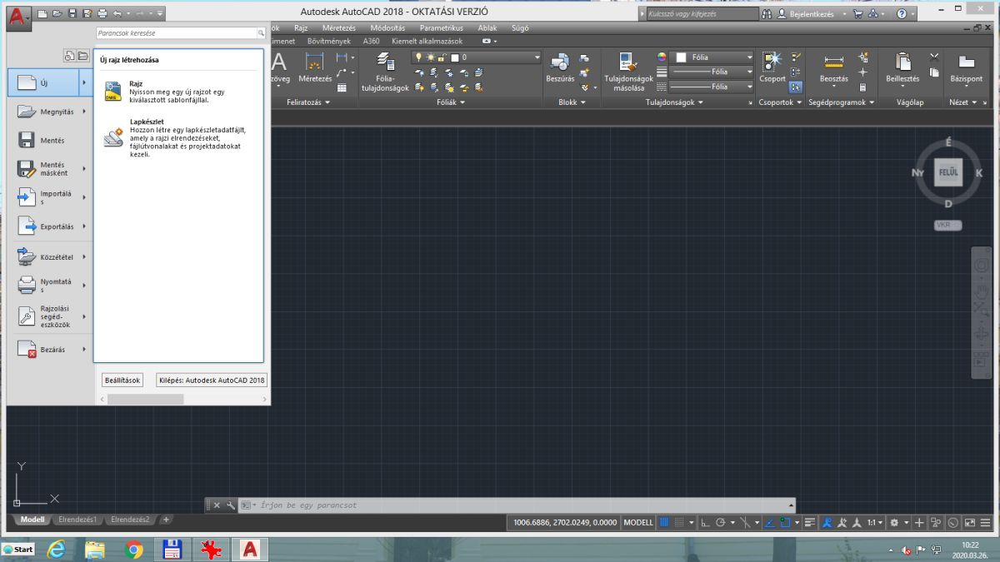 Autodesk AutoCAD 2018 - OKTATÁSI VERZIÓ
Kulcsszó vagy kifejezés
Bejelentkezés
Parancsok keresése
Rajz Méretezés Módosítás Parametrikus Ablak Súgó
Bővítmények A360 Kiemelt alkalmazások
Új rajz létrehozása
Új
Rajz
Nyisson meg egy új rajzot egy
kiválasztott sablonfájllal.
Lapkészlet
Hozzon létre egy lapkészletadatfájlt,
amely a rajzi elrendezéseket,
fájlútvonalakat és projektadatokat
kezeli.
Megnyitás
Mentés
Mentés
másként
Importálá
s
Exportálás
Közzététel
Nyomtatá
s
Rajzolási
segéd-
eszközök
Bezárás
Beállítások
Kilépés: Autodesk AutoCAD 2018
A
Méretezés
Feliratozás
Fólia-
tulajdonságok
0
Fóliák
Beszúrás
Blokk
Tulajdonságok
másolása
Fólia
Fólia
Fólia
Tulajdonságok
Csoport
Csoportok
Beosztás
Segédprogramok
Beillesztés
Vágólap
Bázispont
Nézet
É
Ny
FELÜL
K
D
VKR
Y
X
Írjon be egy parancsot
Modell Elrendezés1 Elrendezés2 +
1006.6886, 2702.0249, 0.0000 MODELL
1:1
Start
10:22
2020.03.26.